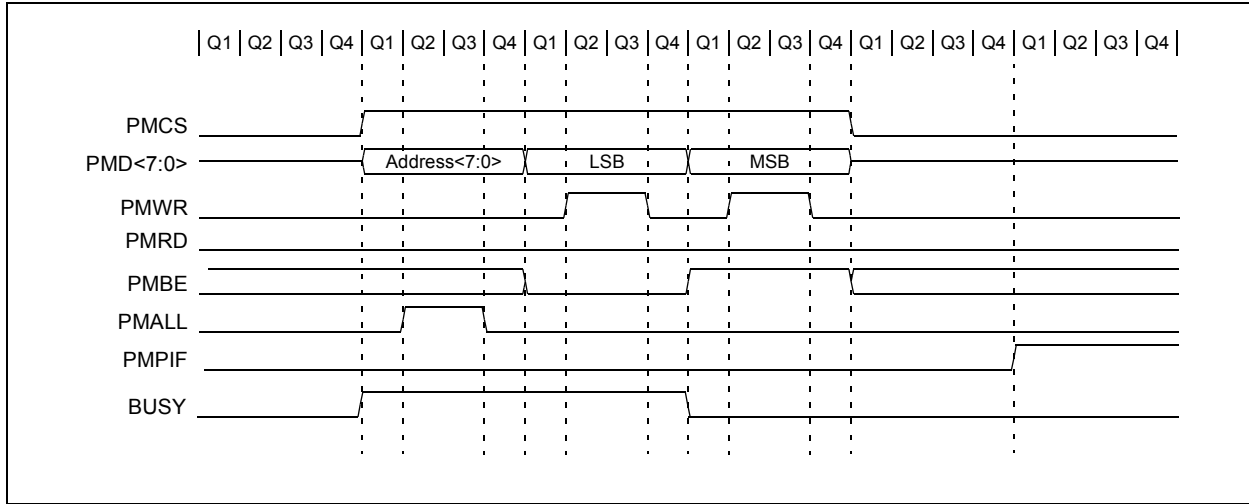 Q1 Q2 Q3 Q4 Q1 Q2 Q3 Q4 Q1 Q2 Q3 Q4 Q1 Q2 Q3 Q4 Q1 Q2 Q3 Q4 Q1 Q2 Q3 Q4
PMCS
PMD<7:0> Address<7:0> LSB MSB
PMWR
PMRD
PMBE
PMALL
PMPIF
BUSY